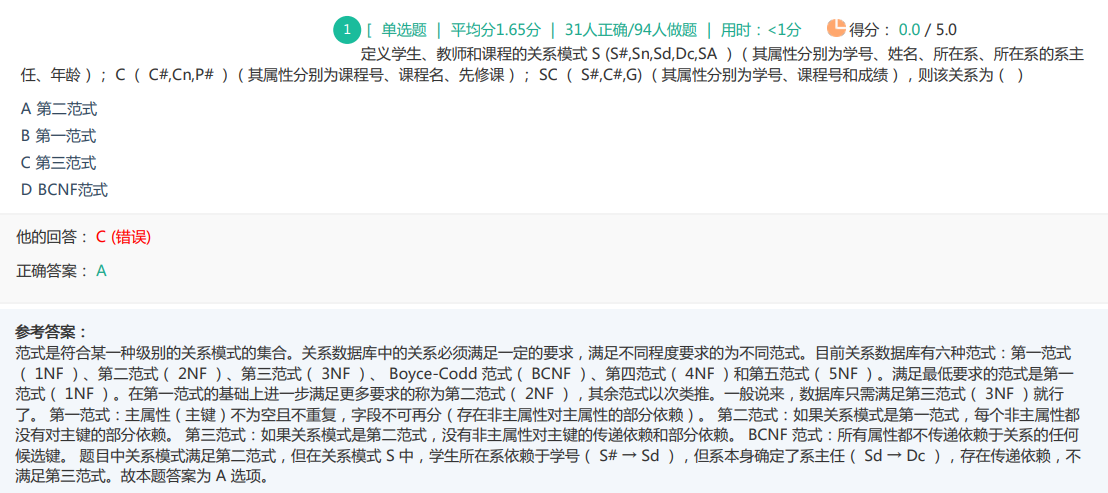 1 [ 单选题 | 平均分1.65分 | 31人正确/94人做题 | 用时：<1分 得分： 0.0 / 5.0
定义学生、教师和课程的关系模式 S (S#,Sn,Sd,Dc,SA ）（ 其属性分别为学号、姓名、所在系、所在系的系主
任、年龄 ）； C （ C#,Cn,P# ）（ 其属性分别为课程号、课程名、先修课 ）； SC （ S#,C#,G) （ 其属性分别为学号、课程号和成绩 ），则该关系为 （ ）
A 第二范式
B 第一范式
C 第三范式
D BCNF范式
他的回答： C (错误)
正确答案： A
参考答案：
范式是符合某一种级别的关系模式的集合。关系数据库中的关系必须满足一定的要求，满足不同程度要求的为不同范式。目前关系数据库有六种范式：第一范式
（ 1NF ）、第二范式（ 2NF ）、第三范式（ 3NF ）、 Boyce-Codd 范式（ BCNF ）、第四范式（ 4NF ）和第五范式（ 5NF ）。满足最低要求的范式是第一
范式（ 1NF ）。在第一范式的基础上进一步满足更多要求的称为第二范式（ 2NF ），其余范式以次类推。一般说来，数据库只需满足第三范式（ 3NF ）就行
了。 第一范式：主属性（主键）不为空且不重复，字段不可再分（存在非主属性对主属性的部分依赖）。 第二范式：如果关系模式是第一范式，每个非主属性都
没有对主键的部分依赖。 第三范式：如果关系模式是第二范式，没有非主属性对主键的传递依赖和部分依赖。 BCNF 范式：所有属性都不传递依赖于关系的任何
候选键。 题目中关系模式满足第二范式，但在关系模式 S 中，学生所在系依赖于学号（ S# → Sd ），但系本身确定了系主任（ Sd → Dc ），存在传递依赖，不
满足第三范式。故本题答案为 A 选项。